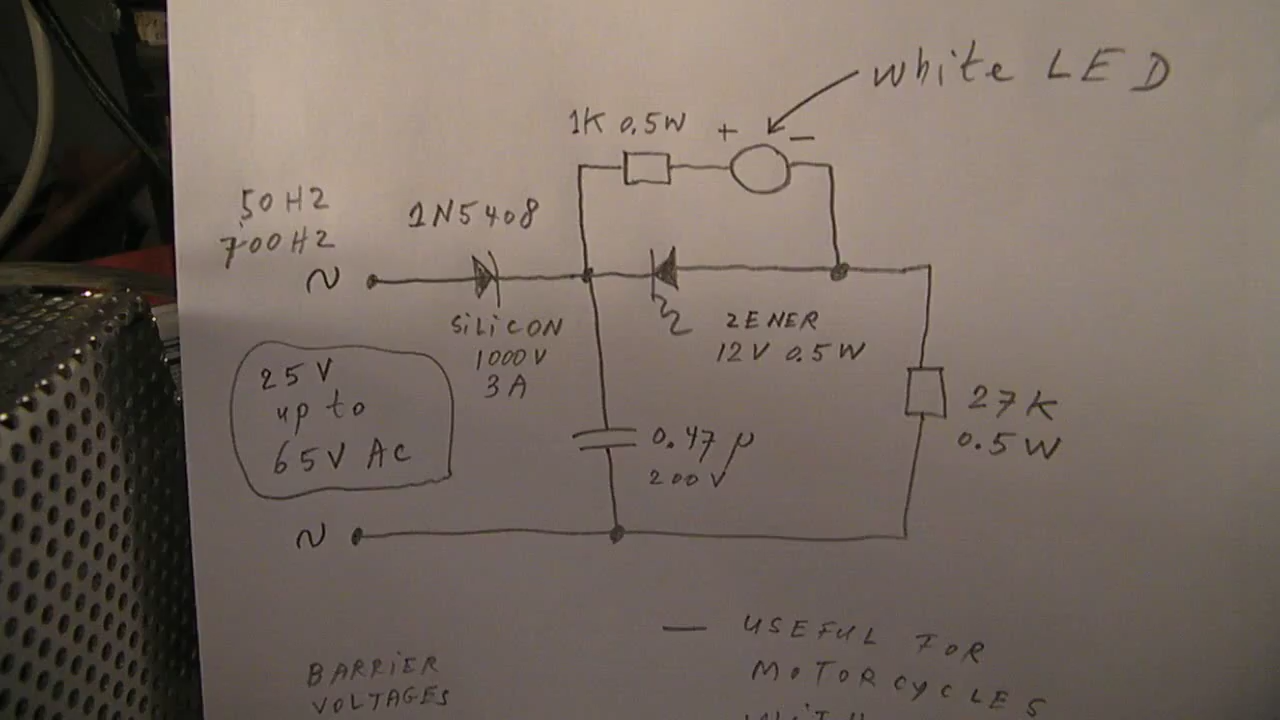 white LED
1K 0.5W
+ −
50HZ
700HZ
1N5408
~
SiLiCON
1000V
3A
ZENER
12V 0.5W
25V
up to
65V AC
0.47µ
200V
27K
0.5W
~
BARRiER
VOLTAGES
— USEFUL FOR
MOTORCYCLES